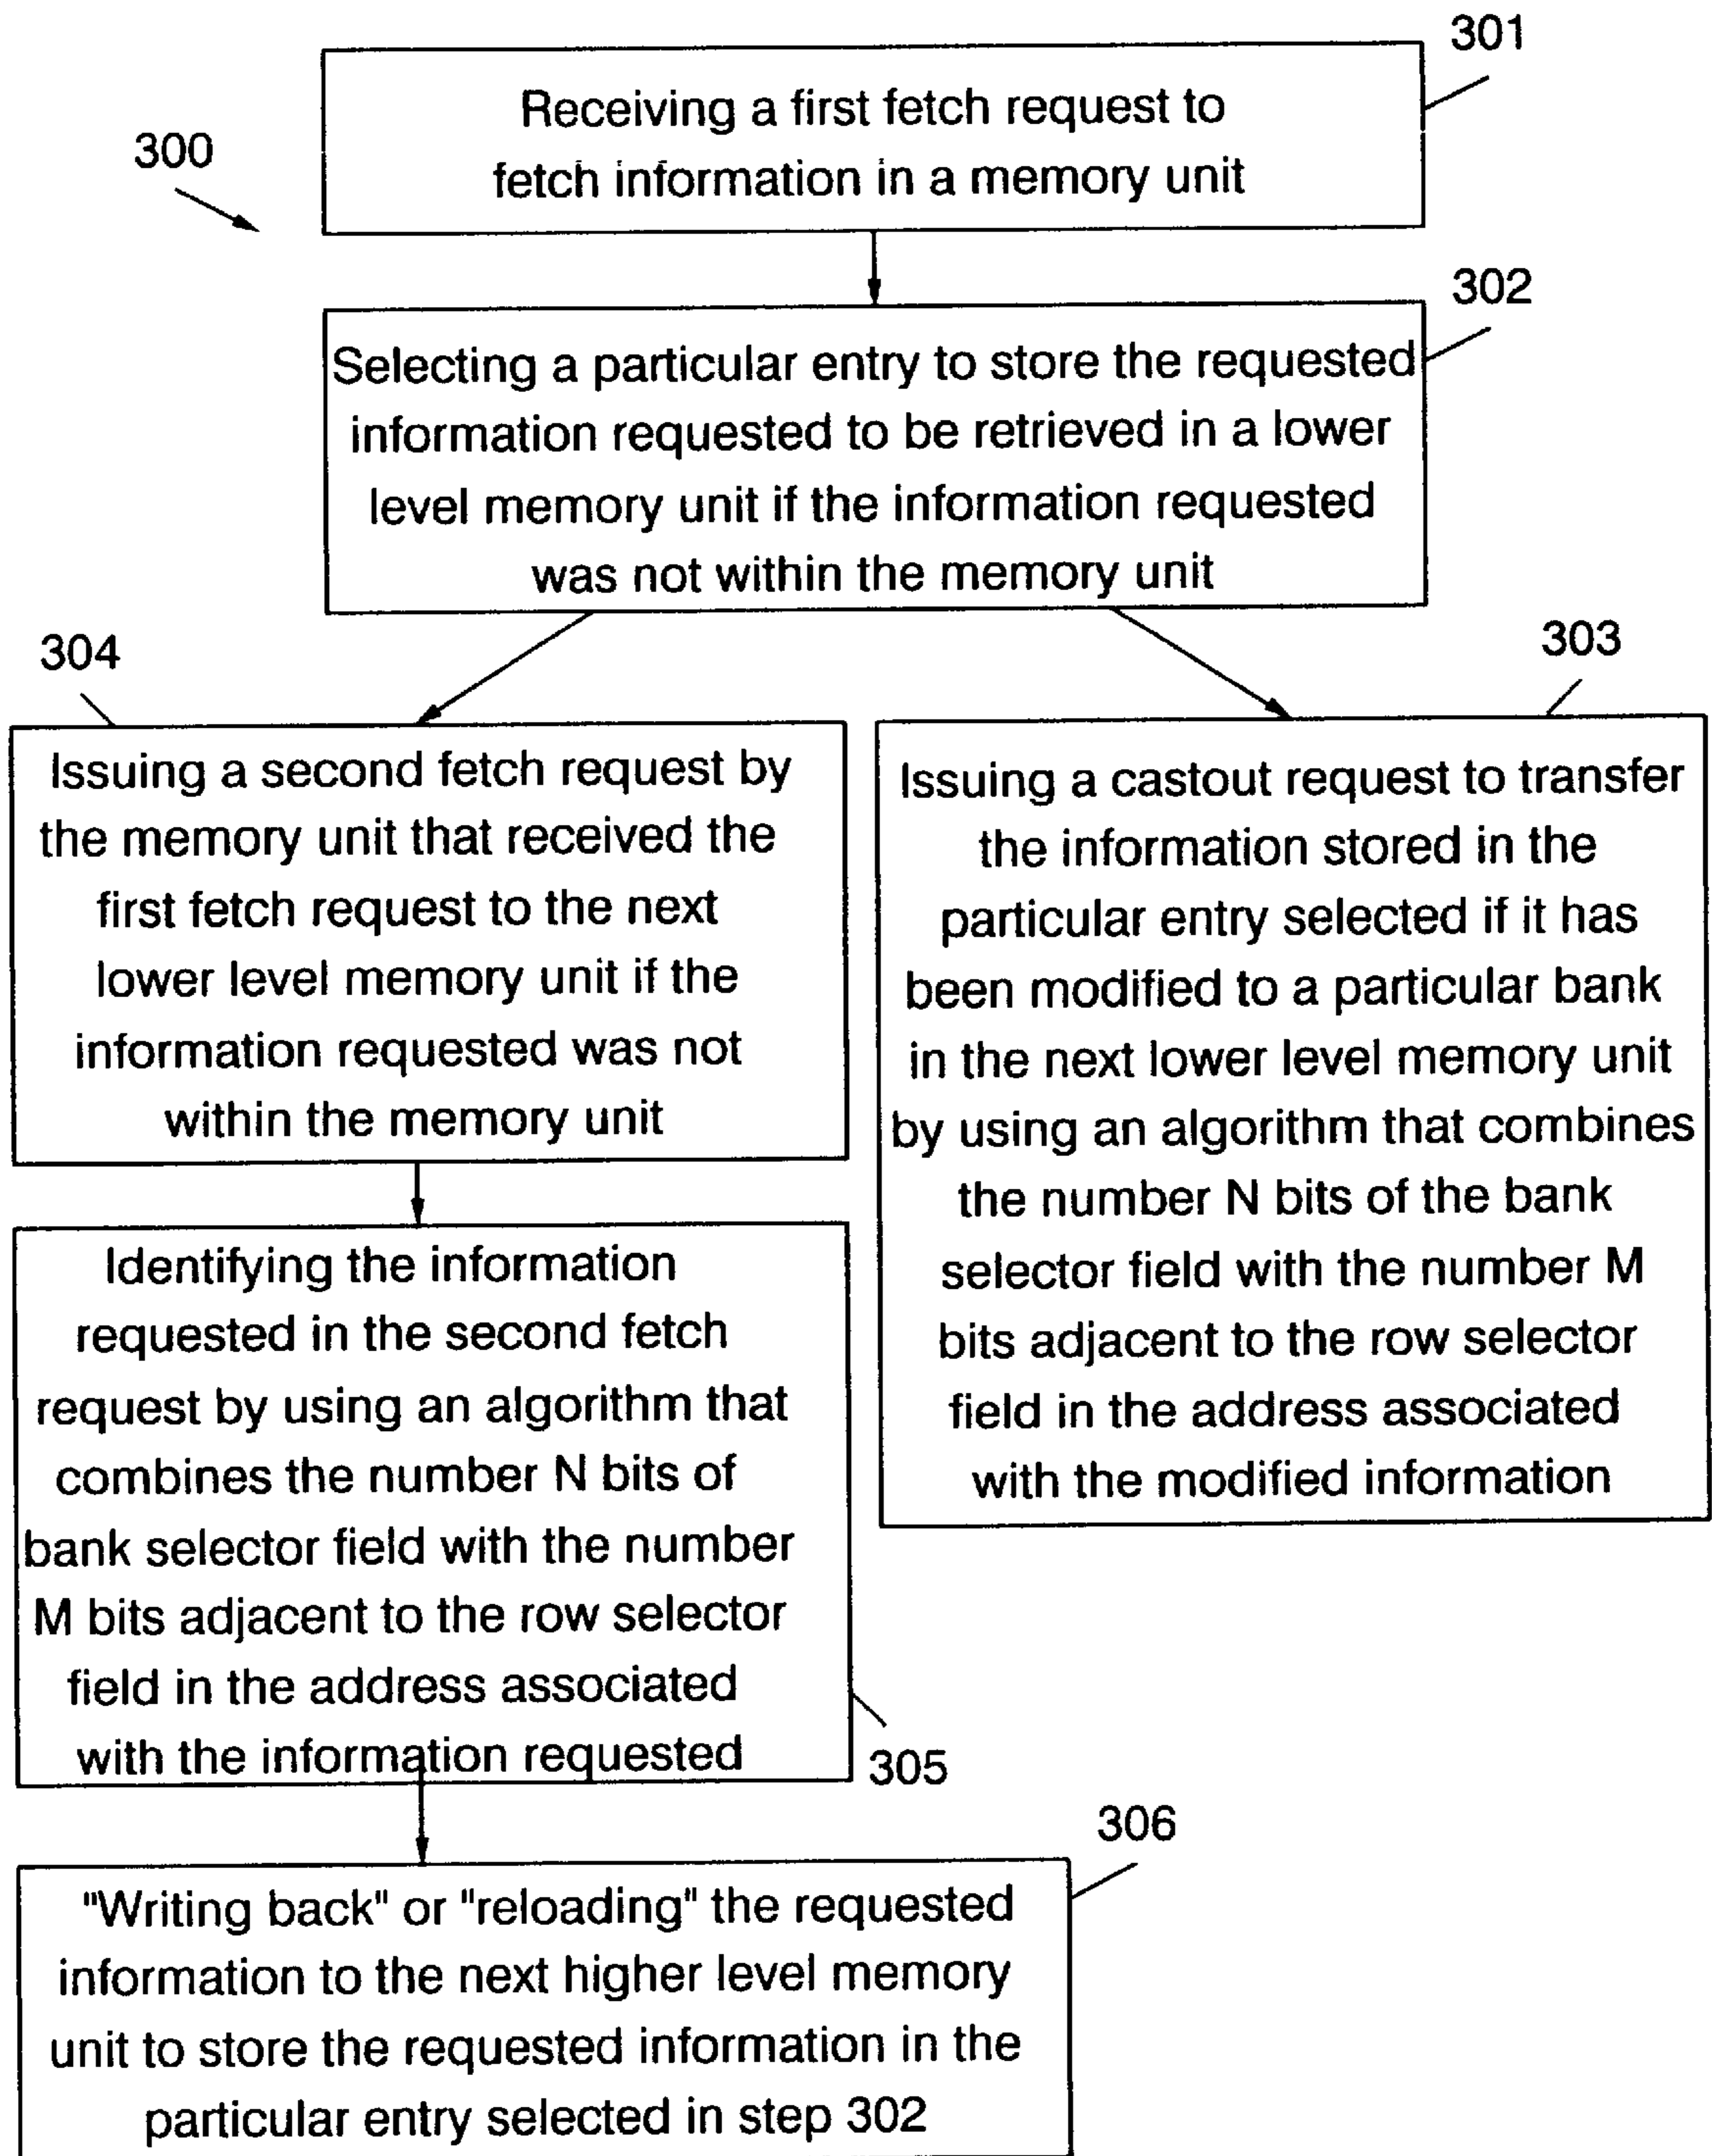 301
Receiving a first fetch request to
fetch information in a memory unit
300
302
Selecting a particular entry to store the requested
information requested to be retrieved in a lower
level memory unit if the information requested
was not within the memory unit
304
Issuing a second fetch request by
the memory unit that received the
first fetch request to the next
lower level memory unit if the
information requested was not
within the memory unit
303
Issuing a castout request to transfer
the information stored in the
particular entry selected if it has
been modified to a particular bank
in the next lower level memory unit
by using an algorithm that combines
the number N bits of the bank
selector field with the number M
bits adjacent to the row selector
field in the address associated
with the modified information
Identifying the information
requested in the second fetch
request by using an algorithm that
combines the number N bits of
bank selector field with the number
M bits adjacent to the row selector
field in the address associated
with the information requested
305
306
"Writing back" or "reloading" the requested
information to the next higher level memory
unit to store the requested information in the
particular entry selected in step 302